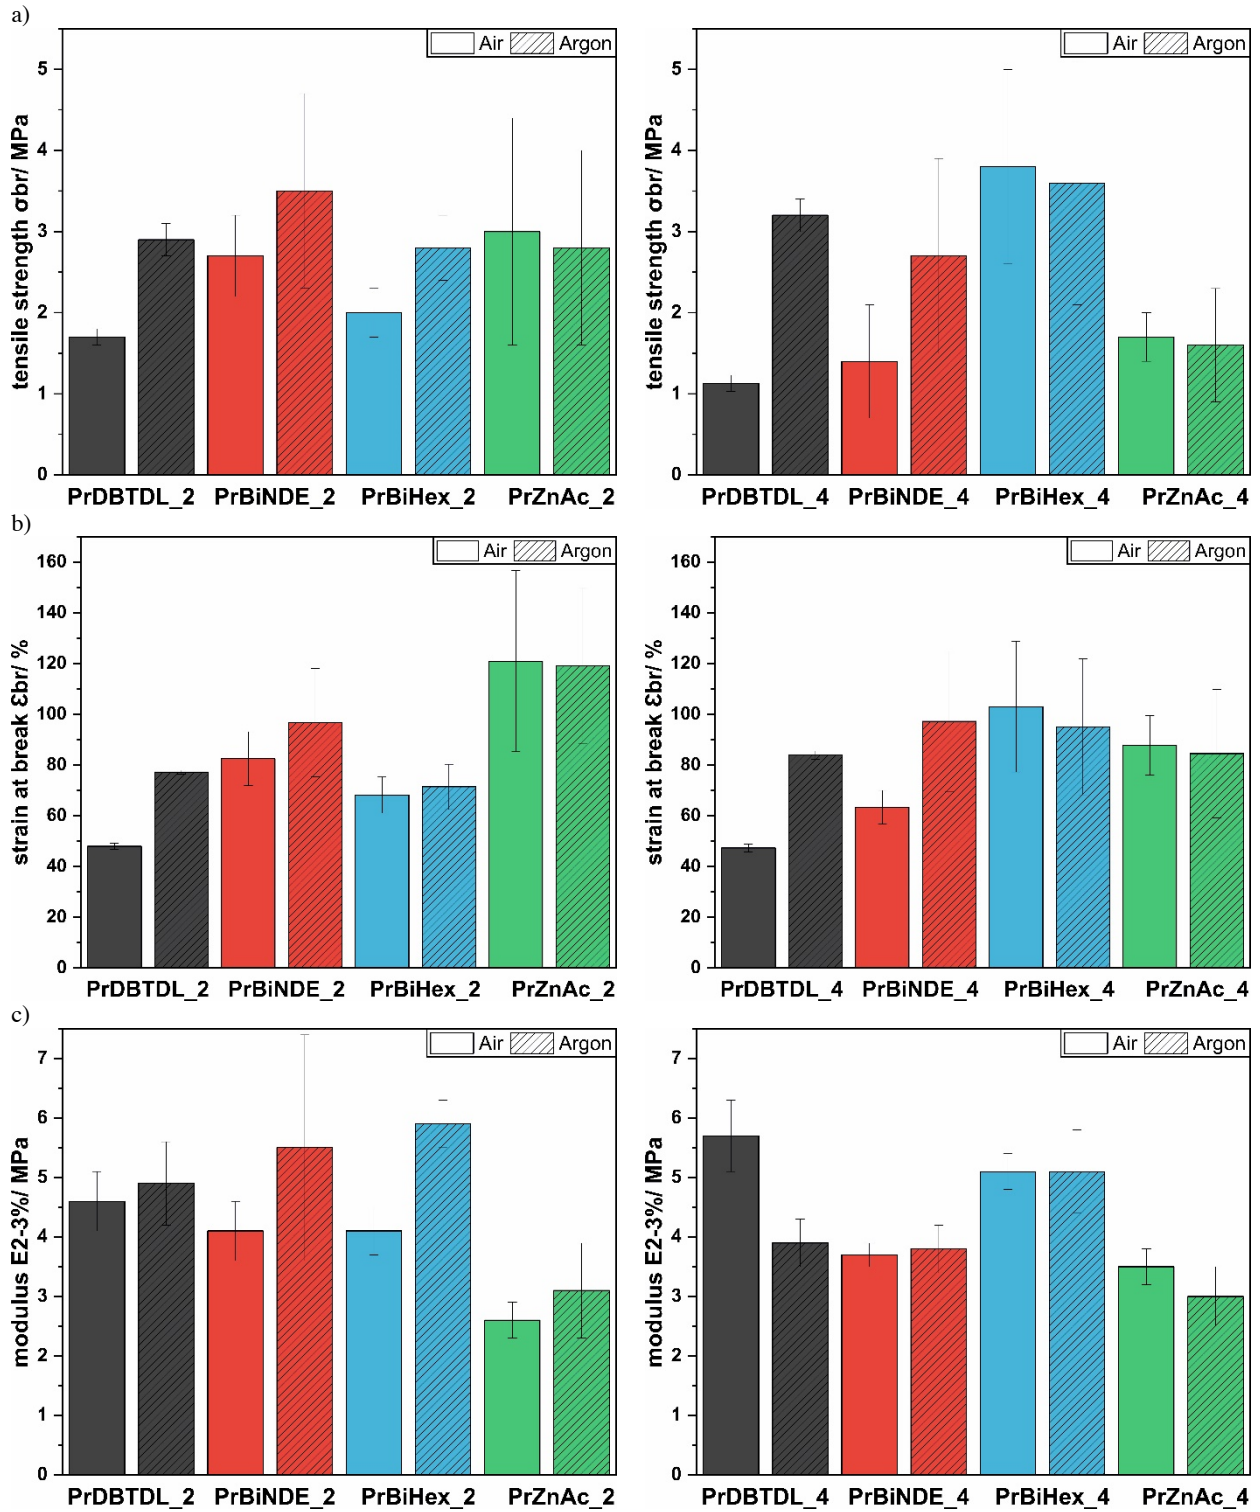 a)
Air Argon
tensile strength σbr/ MPa
5
4
3
2
1
0
PrDBTDL_2 PrBiNDE_2 PrBiHex_2 PrZnAc_2
Air Argon
tensile strength σbr/ MPa
5
4
3
2
1
0
PrDBTDL_4 PrBiNDE_4 PrBiHex_4 PrZnAc_4
b)
Air Argon
strain at break εbr/ %
160
140
120
100
80
60
40
20
0
PrDBTDL_2 PrBiNDE_2 PrBiHex_2 PrZnAc_2
Air Argon
strain at break εbr/ %
160
140
120
100
80
60
40
20
0
PrDBTDL_4 PrBiNDE_4 PrBiHex_4 PrZnAc_4
c)
Air Argon
modulus E2-3%/ MPa
7
6
5
4
3
2
1
0
PrDBTDL_2 PrBiNDE_2 PrBiHex_2 PrZnAc_2
Air Argon
modulus E2-3%/ MPa
7
6
5
4
3
2
1
0
PrDBTDL_4 PrBiNDE_4 PrBiHex_4 PrZnAc_4